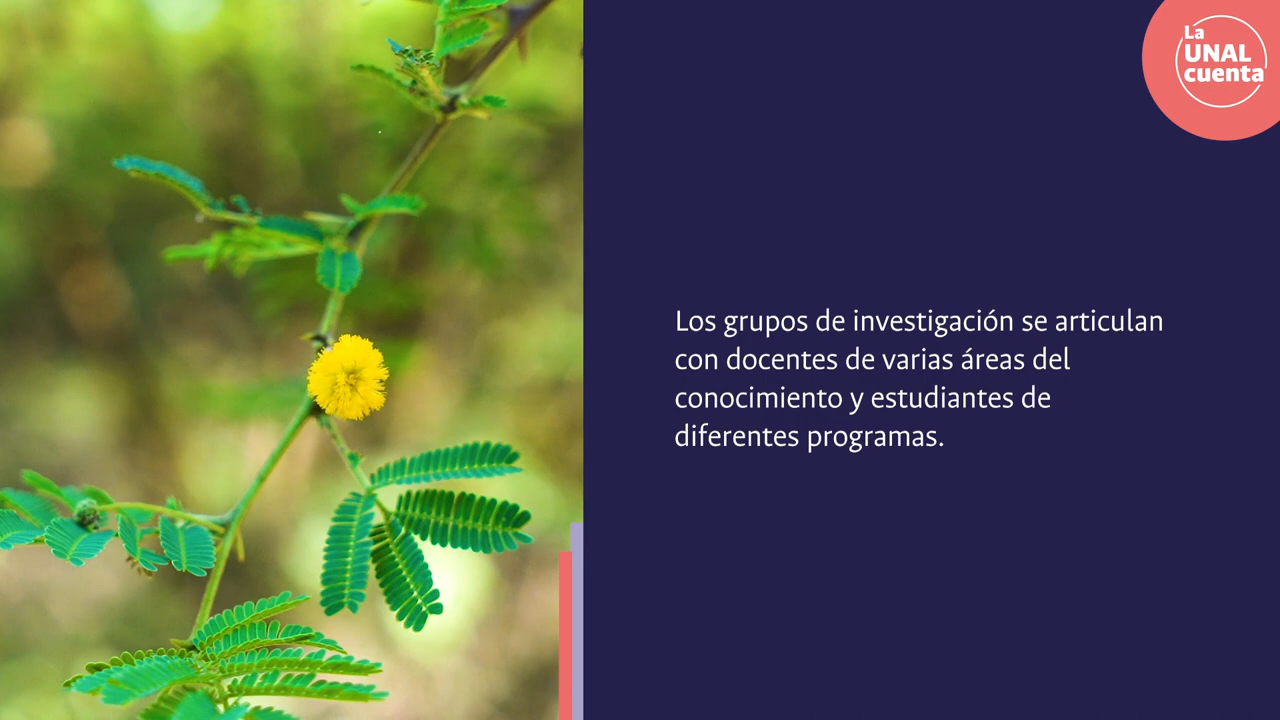 La
UNAL
cuenta
Los grupos de investigación se articulan
con docentes de varias áreas del
conocimiento y estudiantes de
diferentes programas.